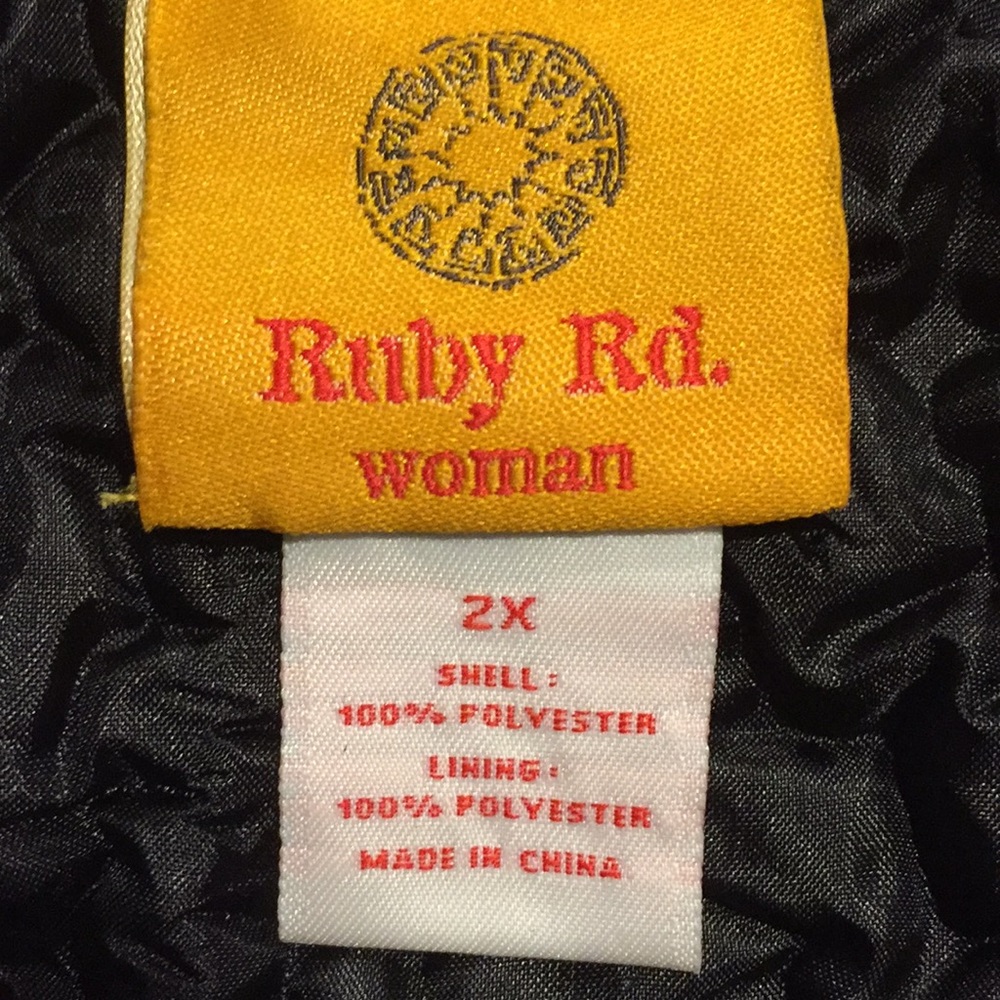 Ruby Rd.
woman
2X
SHELL:
100% POLYESTER
LINING:
100% POLYESTER
MADE IN CHINA